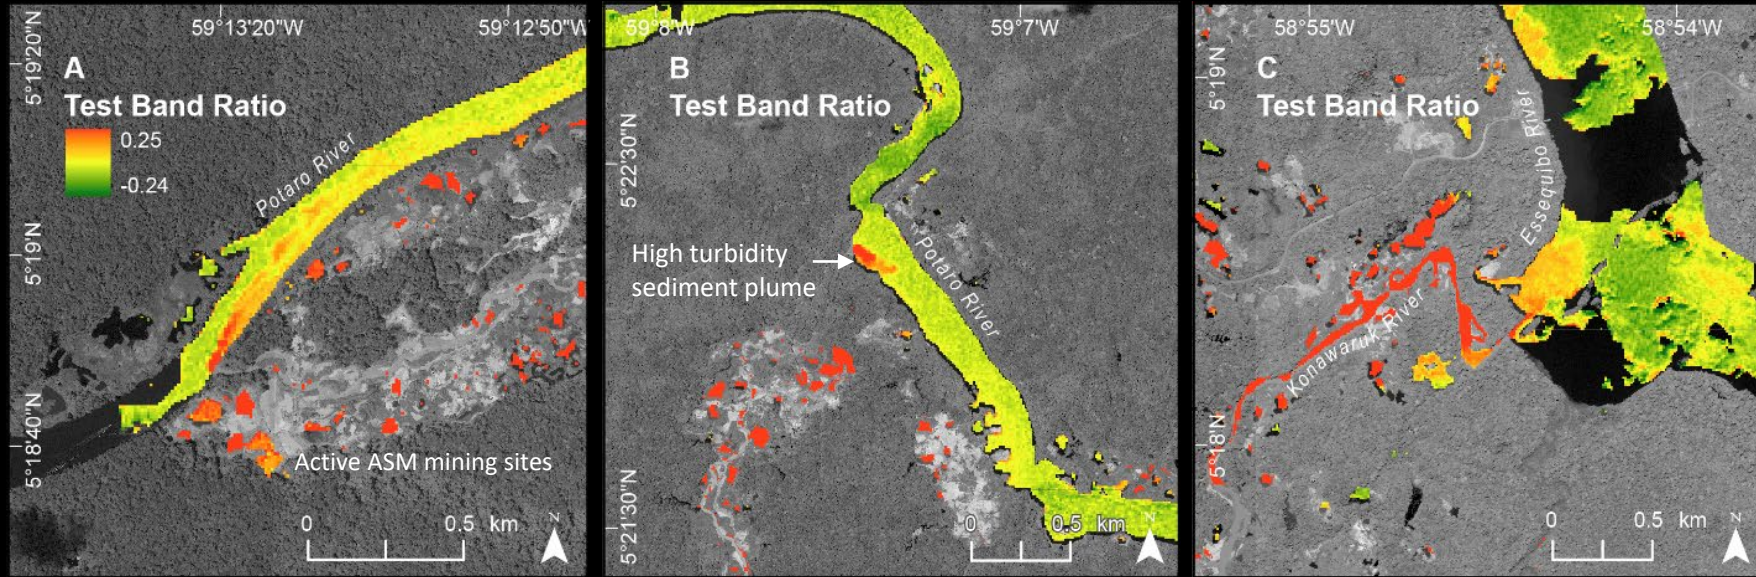 59°13'20"W
59°12'50"W
5°19'20"N
A
Test Band Ratio
0.25
-0.24
Potaro River
5°19'N
5°18'40"N
Active ASM mining sites
0 0.5 km
N
59°8'W
59°7'W
B
Test Band Ratio
5°22'30"N
High turbidity
sediment plume
Potaro River
5°21'30"N
0 0.5 km
N
58°55'W
58°54'W
5°19'N
C
Test Band Ratio
Essequibo River
Konawaruk River
5°18'N
0 0.5 km
N